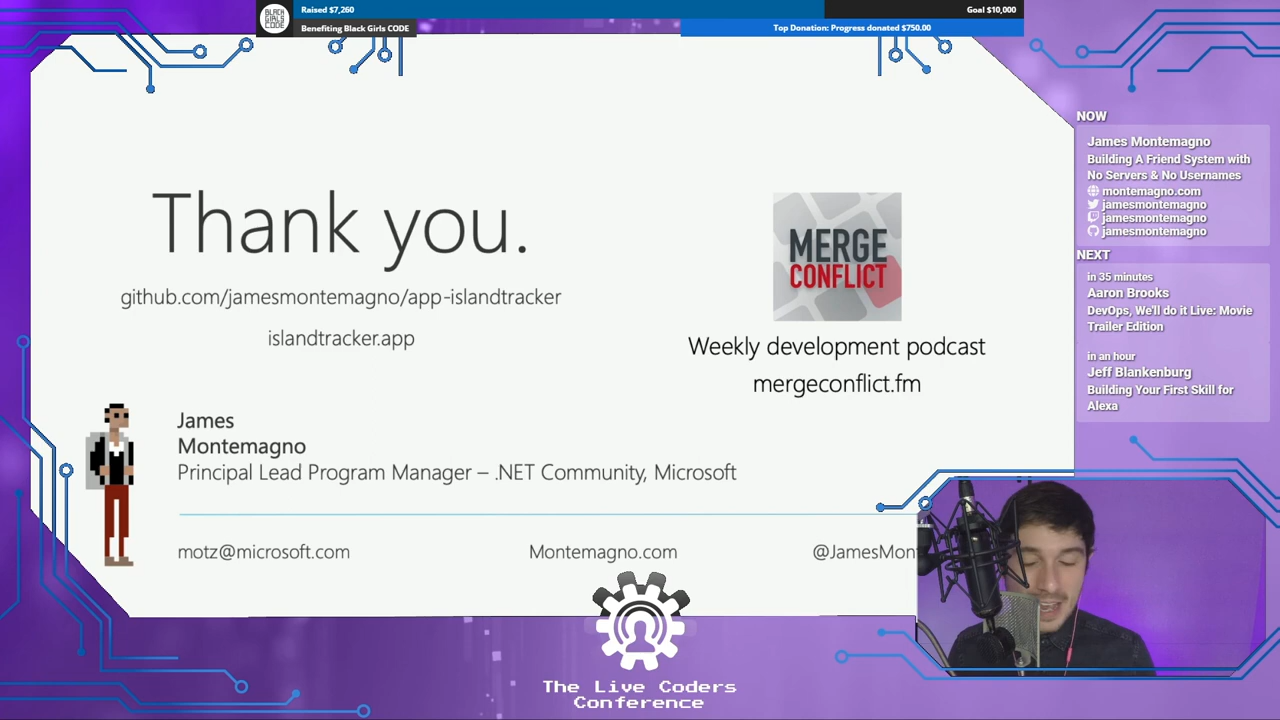 BLACK
GIRLS
CODE
Raised $7,260
Goal $10,000
Benefiting Black Girls CODE
Top Donation: Progress donated $750.00
Thank you.
github.com/jamesmontemagno/app-islandtracker
islandtracker.app
MERGE
CONFLICT
Weekly development podcast
mergeconflict.fm
James
Montemagno
Principal Lead Program Manager – .NET Community, Microsoft
motz@microsoft.com
Montemagno.com
@JamesMont
NOW
James Montemagno
Building A Friend System with
No Servers & No Usernames
montemagno.com
jamesmontemagno
jamesmontemagno
jamesmontemagno
NEXT
in 35 minutes
Aaron Brooks
DevOps, We'll do it Live: Movie
Trailer Edition
in an hour
Jeff Blankenburg
Building Your First Skill for
Alexa
The Live Coders
Conference